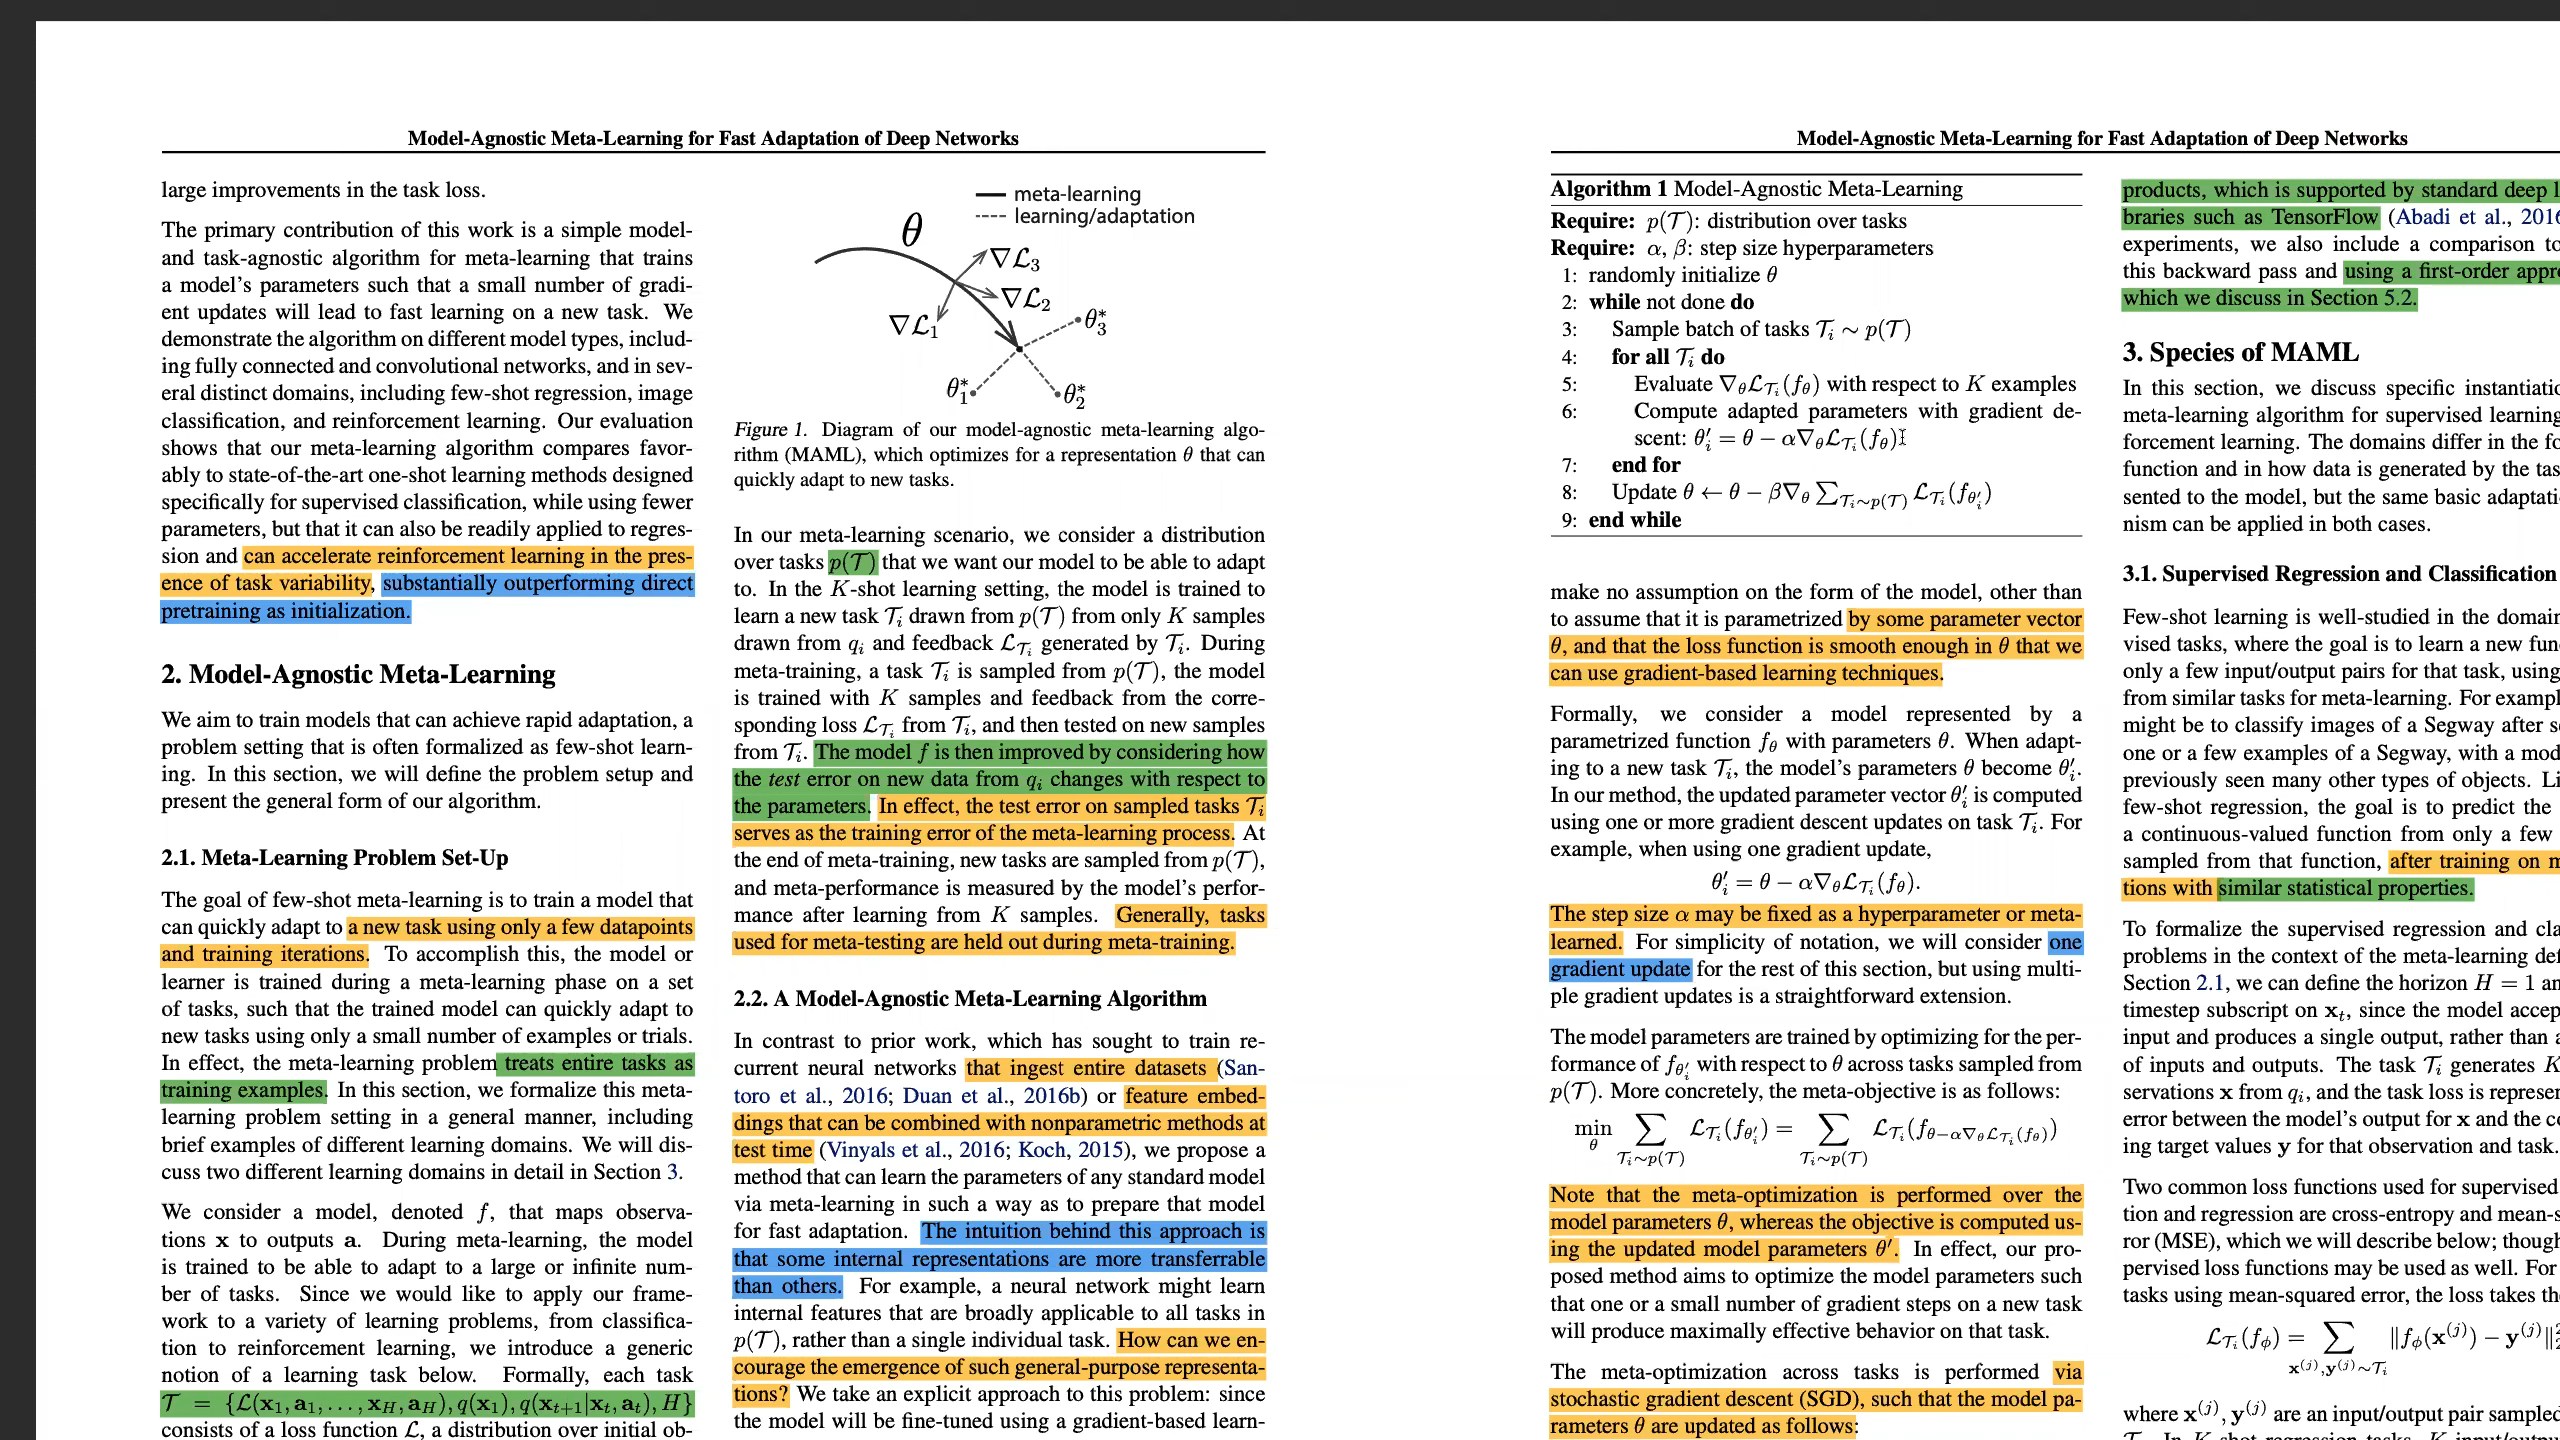 Model-Agnostic Meta-Learning for Fast Adaptation of Deep Networks
large improvements in the task loss.
The primary contribution of this work is a simple model-
and task-agnostic algorithm for meta-learning that trains
a model's parameters such that a small number of gradi-
ent updates will lead to fast learning on a new task. We
demonstrate the algorithm on different model types, includ-
ing fully connected and convolutional networks, and in sev-
eral distinct domains, including few-shot regression, image
classification, and reinforcement learning. Our evaluation
shows that our meta-learning algorithm compares favor-
ably to state-of-the-art one-shot learning methods designed
specifically for supervised classification, while using fewer
parameters, but that it can also be readily applied to regres-
sion and can accelerate reinforcement learning in the pres-
ence of task variability, substantially outperforming direct
pretraining as initialization.
2. Model-Agnostic Meta-Learning
We aim to train models that can achieve rapid adaptation, a
problem setting that is often formalized as few-shot learn-
ing. In this section, we will define the problem setup and
present the general form of our algorithm.
2.1. Meta-Learning Problem Set-Up
The goal of few-shot meta-learning is to train a model that
can quickly adapt to a new task using only a few datapoints
and training iterations. To accomplish this, the model or
learner is trained during a meta-learning phase on a set
of tasks, such that the trained model can quickly adapt to
new tasks using only a small number of examples or trials.
In effect, the meta-learning problem treats entire tasks as
training examples. In this section, we formalize this meta-
learning problem setting in a general manner, including
brief examples of different learning domains. We will dis-
cuss two different learning domains in detail in Section 3.
We consider a model, denoted f, that maps observa-
tions x to outputs a. During meta-learning, the model
is trained to be able to adapt to a large or infinite num-
ber of tasks. Since we would like to apply our frame-
work to a variety of learning problems, from classifica-
tion to reinforcement learning, we introduce a generic
notion of a learning task below. Formally, each task
𝒯 = {ℒ(x₁, a₁, . . . , x_H, a_H), q(x₁), q(x_{t+1}|x_t, a_t), H}
consists of a loss function ℒ, a distribution over initial ob-
meta-learning
learning/adaptation
θ
∇ℒ₃
∇ℒ₂
∇ℒ₁
θ₃*
θ₁*
θ₂*
Figure 1. Diagram of our model-agnostic meta-learning algo-
rithm (MAML), which optimizes for a representation θ that can
quickly adapt to new tasks.
In our meta-learning scenario, we consider a distribution
over tasks p(𝒯) that we want our model to be able to adapt
to. In the K-shot learning setting, the model is trained to
learn a new task 𝒯ᵢ drawn from p(𝒯) from only K samples
drawn from qᵢ and feedback ℒ_𝒯ᵢ generated by 𝒯ᵢ. During
meta-training, a task 𝒯ᵢ is sampled from p(𝒯), the model
is trained with K samples and feedback from the corre-
sponding loss ℒ_𝒯ᵢ from 𝒯ᵢ, and then tested on new samples
from 𝒯ᵢ. The model f is then improved by considering how
the test error on new data from qᵢ changes with respect to
the parameters. In effect, the test error on sampled tasks 𝒯ᵢ
serves as the training error of the meta-learning process. At
the end of meta-training, new tasks are sampled from p(𝒯),
and meta-performance is measured by the model's perfor-
mance after learning from K samples. Generally, tasks
used for meta-testing are held out during meta-training.
2.2. A Model-Agnostic Meta-Learning Algorithm
In contrast to prior work, which has sought to train re-
current neural networks that ingest entire datasets (San-
toro et al., 2016; Duan et al., 2016b) or feature embed-
dings that can be combined with nonparametric methods at
test time (Vinyals et al., 2016; Koch, 2015), we propose a
method that can learn the parameters of any standard model
via meta-learning in such a way as to prepare that model
for fast adaptation. The intuition behind this approach is
that some internal representations are more transferrable
than others. For example, a neural network might learn
internal features that are broadly applicable to all tasks in
p(𝒯), rather than a single individual task. How can we en-
courage the emergence of such general-purpose representa-
tions? We take an explicit approach to this problem: since
the model will be fine-tuned using a gradient-based learn-
Model-Agnostic Meta-Learning for Fast Adaptation of Deep Networks
Algorithm 1 Model-Agnostic Meta-Learning
Require: p(𝒯): distribution over tasks
Require: α, β: step size hyperparameters
1: randomly initialize θ
2: while not done do
3: Sample batch of tasks 𝒯ᵢ ∼ p(𝒯)
4: for all 𝒯ᵢ do
5: Evaluate ∇_θℒ_𝒯ᵢ(f_θ) with respect to K examples
6: Compute adapted parameters with gradient de-
scent: θ′ᵢ = θ − α∇_θℒ_𝒯ᵢ(f_θ)
7: end for
8: Update θ ← θ − β∇_θ ∑_{𝒯ᵢ∼p(𝒯)} ℒ_𝒯ᵢ(f_θ′ᵢ)
9: end while
make no assumption on the form of the model, other than
to assume that it is parametrized by some parameter vector
θ, and that the loss function is smooth enough in θ that we
can use gradient-based learning techniques.
Formally, we consider a model represented by a
parametrized function f_θ with parameters θ. When adapt-
ing to a new task 𝒯ᵢ, the model's parameters θ become θ′ᵢ.
In our method, the updated parameter vector θ′ᵢ is computed
using one or more gradient descent updates on task 𝒯ᵢ. For
example, when using one gradient update,
θ′ᵢ = θ − α∇_θℒ_𝒯ᵢ(f_θ).
The step size α may be fixed as a hyperparameter or meta-
learned. For simplicity of notation, we will consider one
gradient update for the rest of this section, but using multi-
ple gradient updates is a straightforward extension.
The model parameters are trained by optimizing for the per-
formance of f_θ′ᵢ with respect to θ across tasks sampled from
p(𝒯). More concretely, the meta-objective is as follows:
min_θ ∑_{𝒯ᵢ∼p(𝒯)} ℒ_𝒯ᵢ(f_θ′ᵢ) = ∑_{𝒯ᵢ∼p(𝒯)} ℒ_𝒯ᵢ(f_{θ−α∇_θℒ_𝒯ᵢ(f_θ)})
Note that the meta-optimization is performed over the
model parameters θ, whereas the objective is computed us-
ing the updated model parameters θ′. In effect, our pro-
posed method aims to optimize the model parameters such
that one or a small number of gradient steps on a new task
will produce maximally effective behavior on that task.
The meta-optimization across tasks is performed via
stochastic gradient descent (SGD), such that the model pa-
rameters θ are updated as follows:
products, which is supported by standard deep l
braries such as TensorFlow (Abadi et al., 2016
experiments, we also include a comparison to
this backward pass and using a first-order appr
which we discuss in Section 5.2.
3. Species of MAML
In this section, we discuss specific instantiatio
meta-learning algorithm for supervised learning
forcement learning. The domains differ in the fo
function and in how data is generated by the tas
sented to the model, but the same basic adaptati
nism can be applied in both cases.
3.1. Supervised Regression and Classification
Few-shot learning is well-studied in the domain
vised tasks, where the goal is to learn a new fun
only a few input/output pairs for that task, using
from similar tasks for meta-learning. For exampl
might be to classify images of a Segway after s
one or a few examples of a Segway, with a mod
previously seen many other types of objects. Li
few-shot regression, the goal is to predict the
a continuous-valued function from only a few
sampled from that function, after training on m
tions with similar statistical properties.
To formalize the supervised regression and cla
problems in the context of the meta-learning def
Section 2.1, we can define the horizon H = 1 an
timestep subscript on x_t, since the model accep
input and produces a single output, rather than a
of inputs and outputs. The task 𝒯ᵢ generates K
servations x from qᵢ, and the task loss is represen
error between the model's output for x and the co
ing target values y for that observation and task.
Two common loss functions used for supervised
tion and regression are cross-entropy and mean-s
ror (MSE), which we will describe below; though
pervised loss functions may be used as well. For
tasks using mean-squared error, the loss takes th
ℒ_𝒯ᵢ(f_ϕ) = ∑_{x⁽ʲ⁾,y⁽ʲ⁾∼𝒯ᵢ} ‖f_ϕ(x⁽ʲ⁾) − y⁽ʲ⁾‖²₂
where x⁽ʲ⁾, y⁽ʲ⁾ are an input/output pair sampled